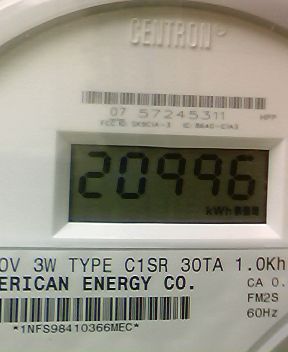 CENTRON®
07 57245311
HPP
20996
kWh
0V 3W TYPE C1SR 30TA 1.0Kh
ERICAN ENERGY CO.
CA 0.
FM2S
60Hz
*1NFS98410366MEC*